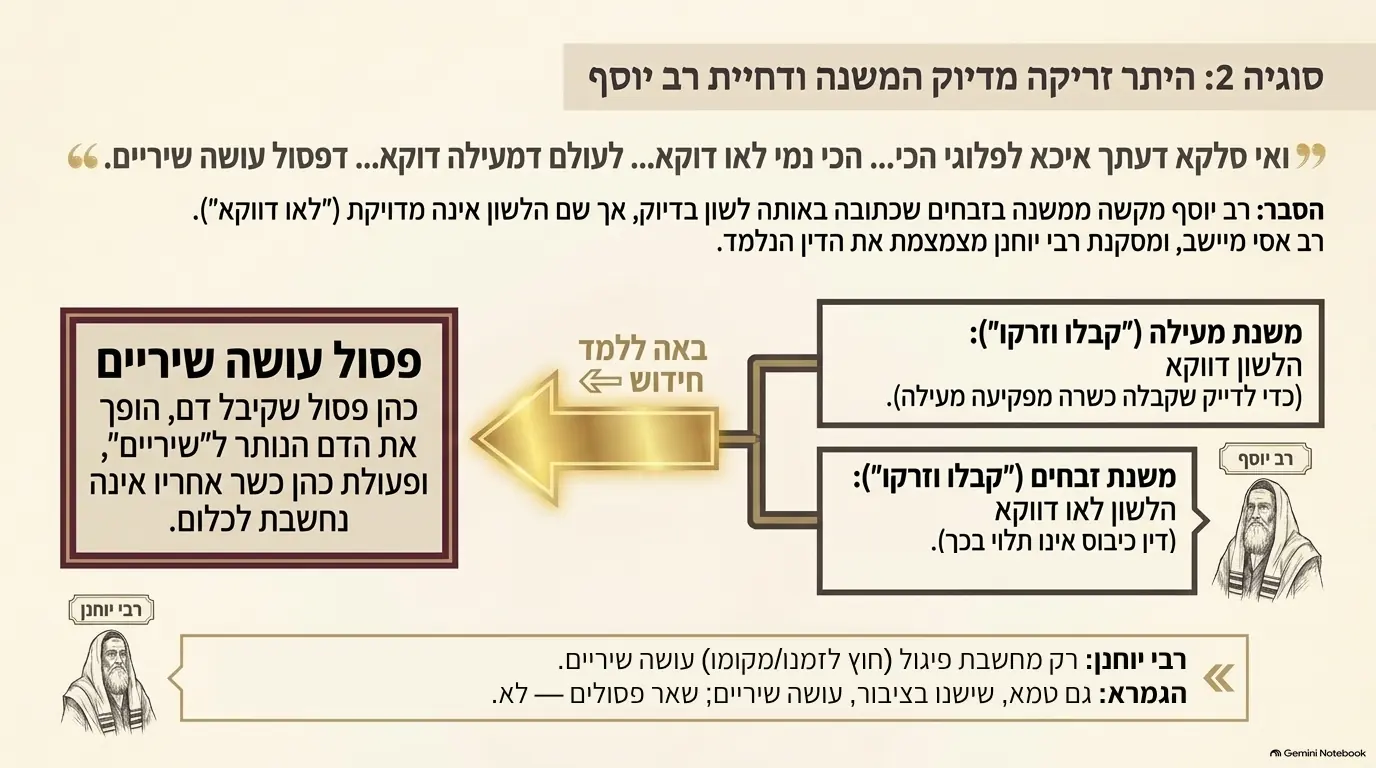 סוגיה 2: היתר זריקה מדיוק המשנה ודחיית רב יוסף
”ואי סלקא דעתך איכא לפלוגי הכי... הכי נמי לאו דוקא... לעולם דמעילה דוקא... דפסול עושה שיריים.“
הסבר: רב יוסף מקשה ממשנה בזבחים שכתובה באותה לשון בדיוק, אך שם הלשון אינה מדויקת ("לאו דווקא").
רב אסי מיישב, ומסקנת רבי יוחנן מצמצמת את הדין הנלמד.
משנת מעילה ("קבלו וזרקו"):
הלשון דווקא
(כדי לדייק שקבלה כשרה מפקיעה מעילה).
משנת זבחים ("קבלו וזרקו"):
הלשון לאו דווקא
(דין כיבוס אינו תלוי בכך).
רב יוסף
באה ללמד
חידוש ⇦
פסול עושה שיריים
כהן פסול שקיבל דם, הופך
את הדם הנותר ל"שיריים",
ופעולת כהן כשר אחריו אינה
נחשבת לכלום.
רבי יוחנן
רבי יוחנן: רק מחשבת פיגול (חוץ לזמנו/מקומו) עושה שיריים.
הגמרא: גם טמא, שישנו בציבור, עושה שיריים; שאר פסולים — לא.
Gemini Notebook